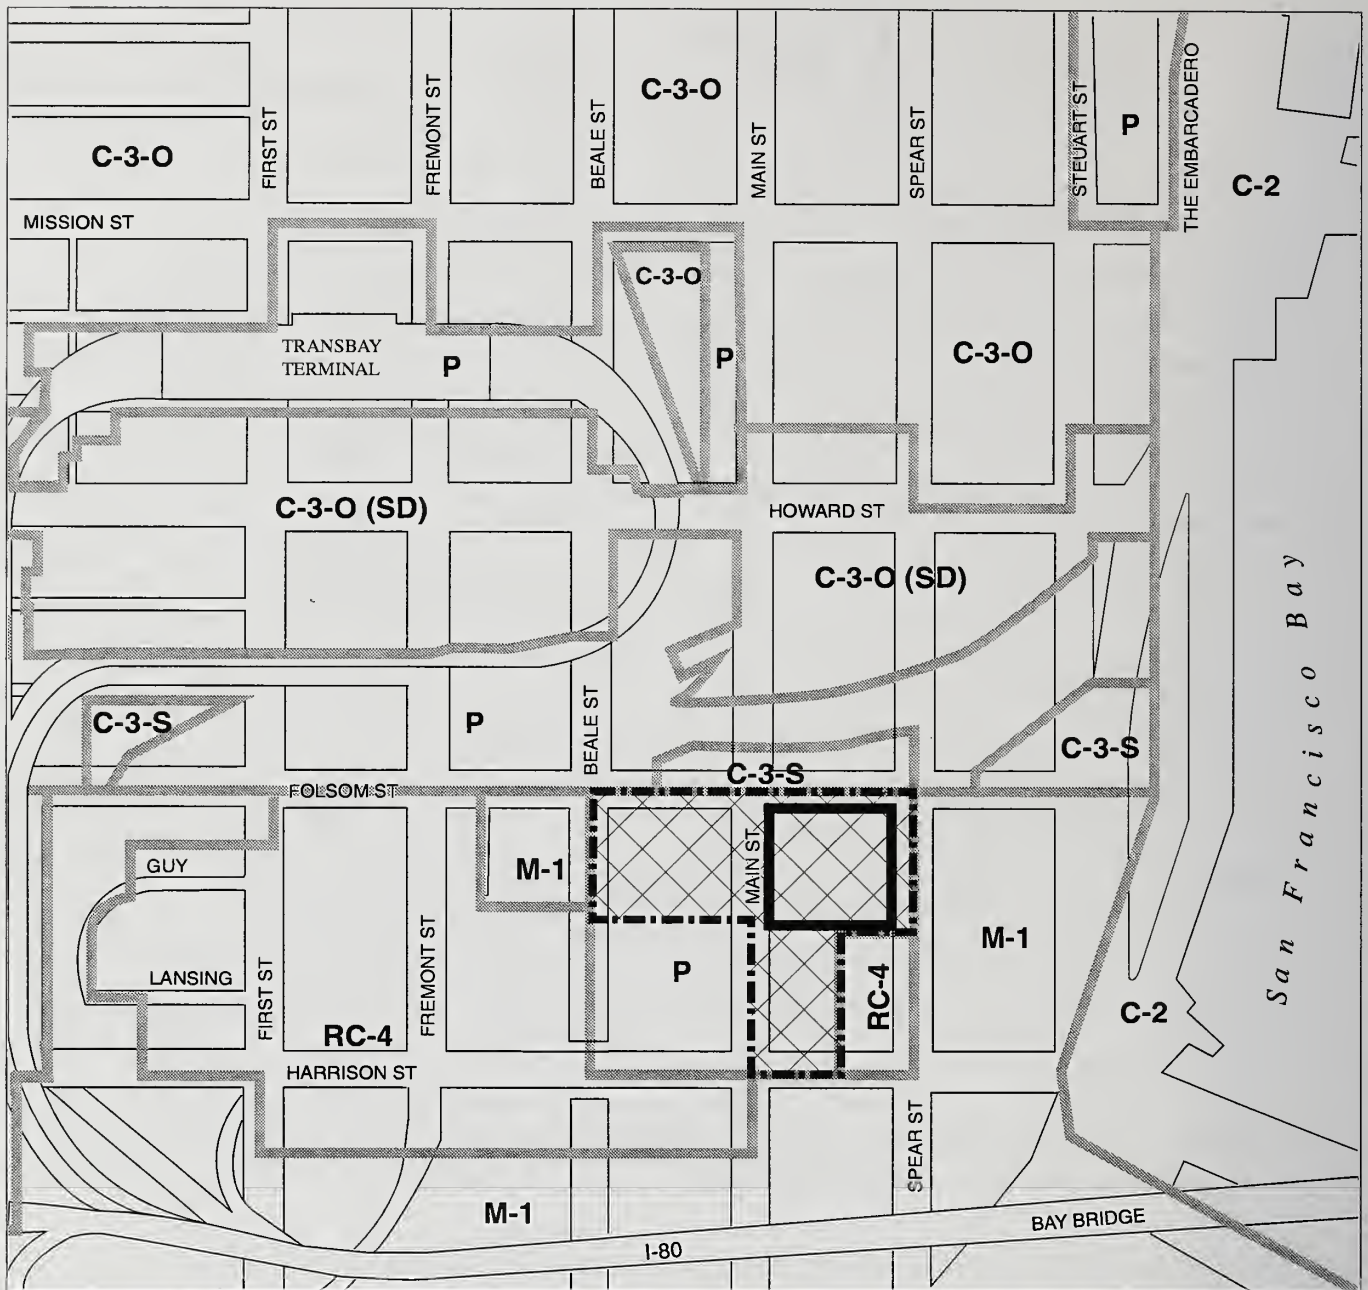 C-3-O
C-3-O
P
C-2
FIRST ST
FREMONT ST
BEALE ST
MAIN ST
SPEAR ST
STEUART ST
THE EMBARCADERO
MISSION ST
C-3-O
TRANSBAY
TERMINAL
P
P
C-3-O
C-3-O (SD)
HOWARD ST
C-3-O (SD)
San Francisco Bay
C-3-S
P
BEALE ST
C-3-S
C-3-S
FOLSOM ST
GUY
M-1
MAIN ST
M-1
LANSING
FIRST ST
FREMONT ST
P
RC-4
C-2
RC-4
HARRISON ST
SPEAR ST
M-1
I-80
BAY BRIDGE